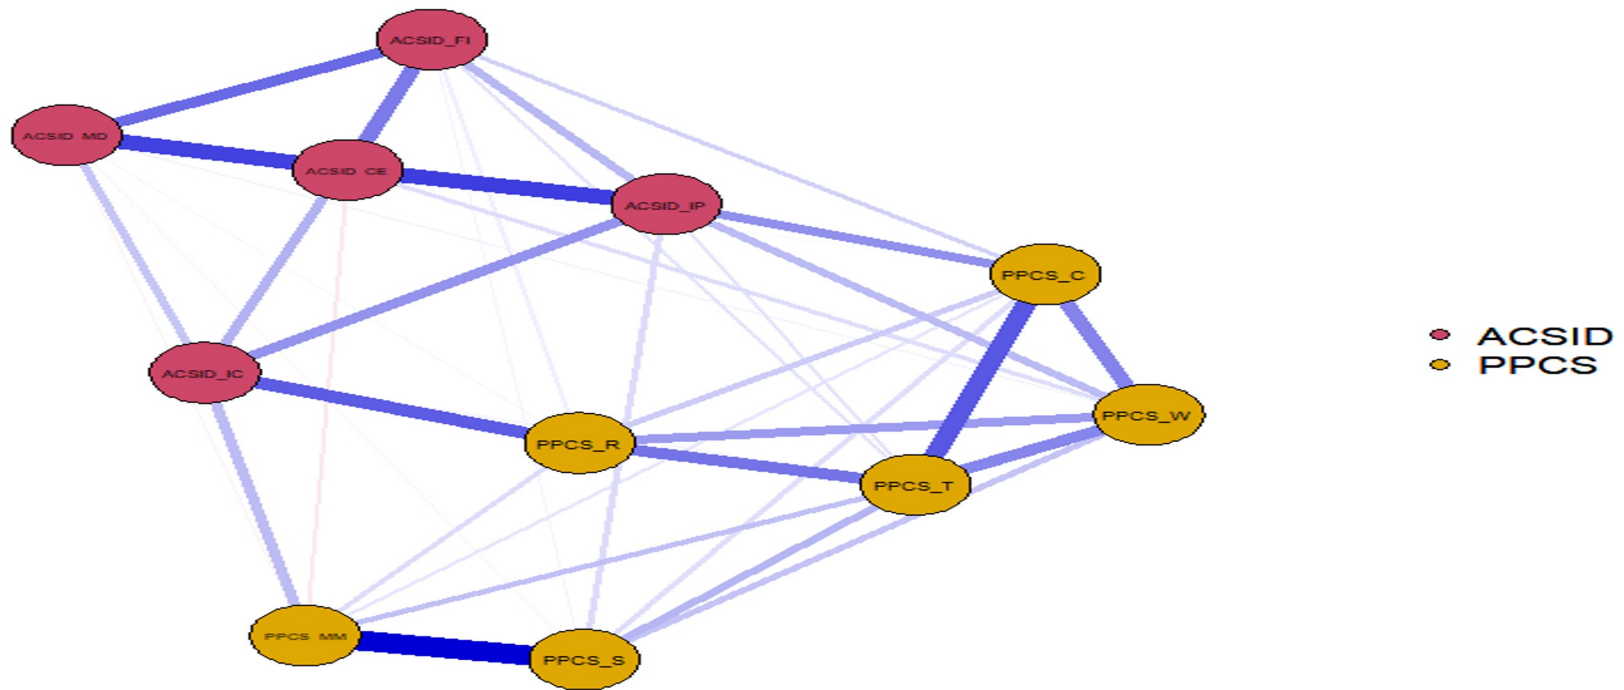 ACSID_FI
ACSID_MD
ACSID_CE
ACSID_IP
PPCS_C
ACSID
PPCS
ACSID_IC
PPCS_W
PPCS_R
PPCS_T
PPCS_MM
PPCS_S